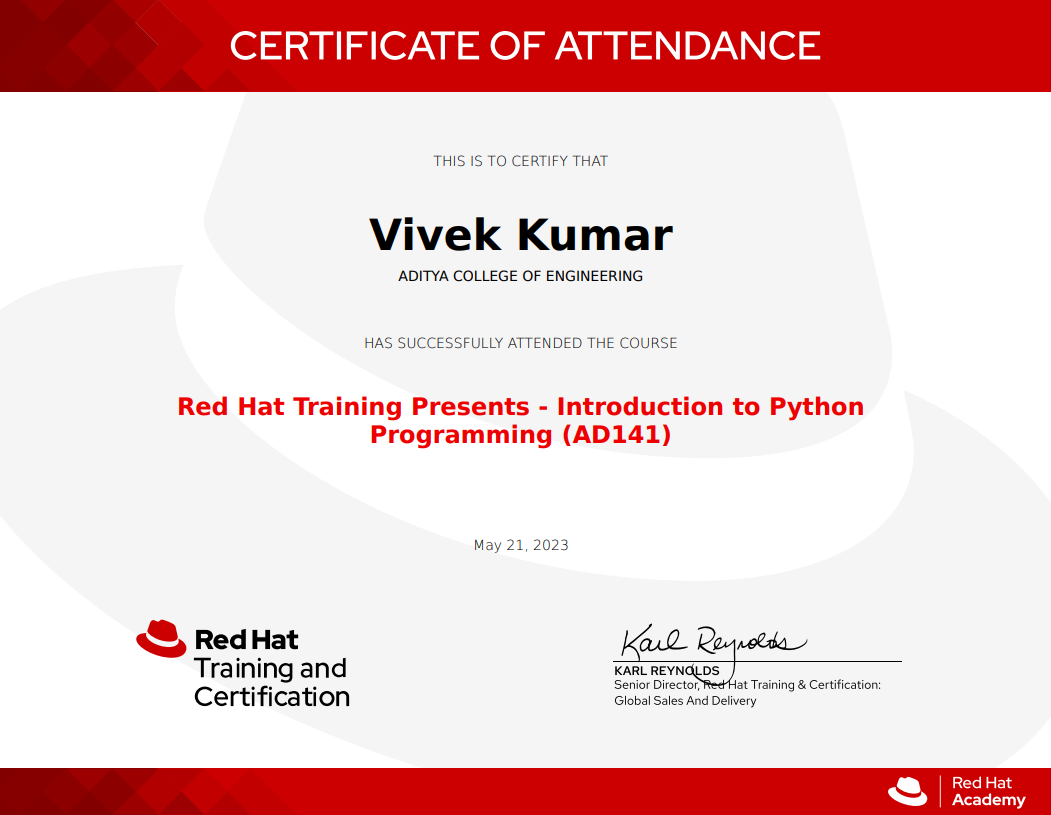 CERTIFICATE OF ATTENDANCE
THIS IS TO CERTIFY THAT
Vivek Kumar
ADITYA COLLEGE OF ENGINEERING
HAS SUCCESSFULLY ATTENDED THE COURSE
Red Hat Training Presents - Introduction to Python
Programming (AD141)
May 21, 2023
Red Hat
Training and
Certification
Karl Reynolds
KARL REYNOLDS
Senior Director, Red Hat Training & Certification:
Global Sales And Delivery
Red Hat
Academy